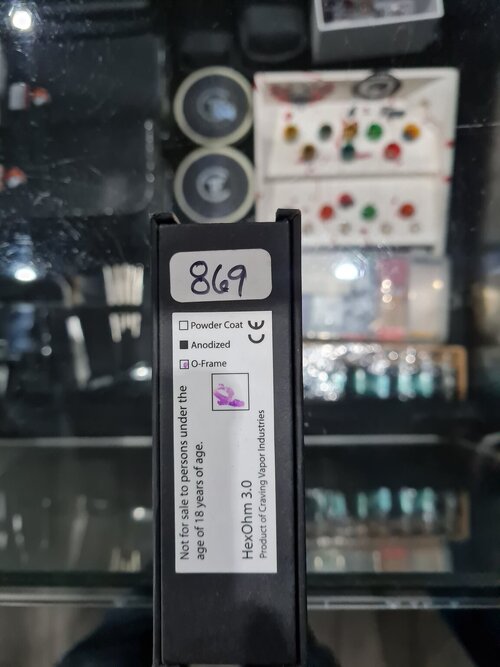 869
Powder Coat
CE
Anodized
O-Frame
Not for sale to persons under the
age of 18 years of age.
HexOhm 3.0
Product of Craving Vapor Industries